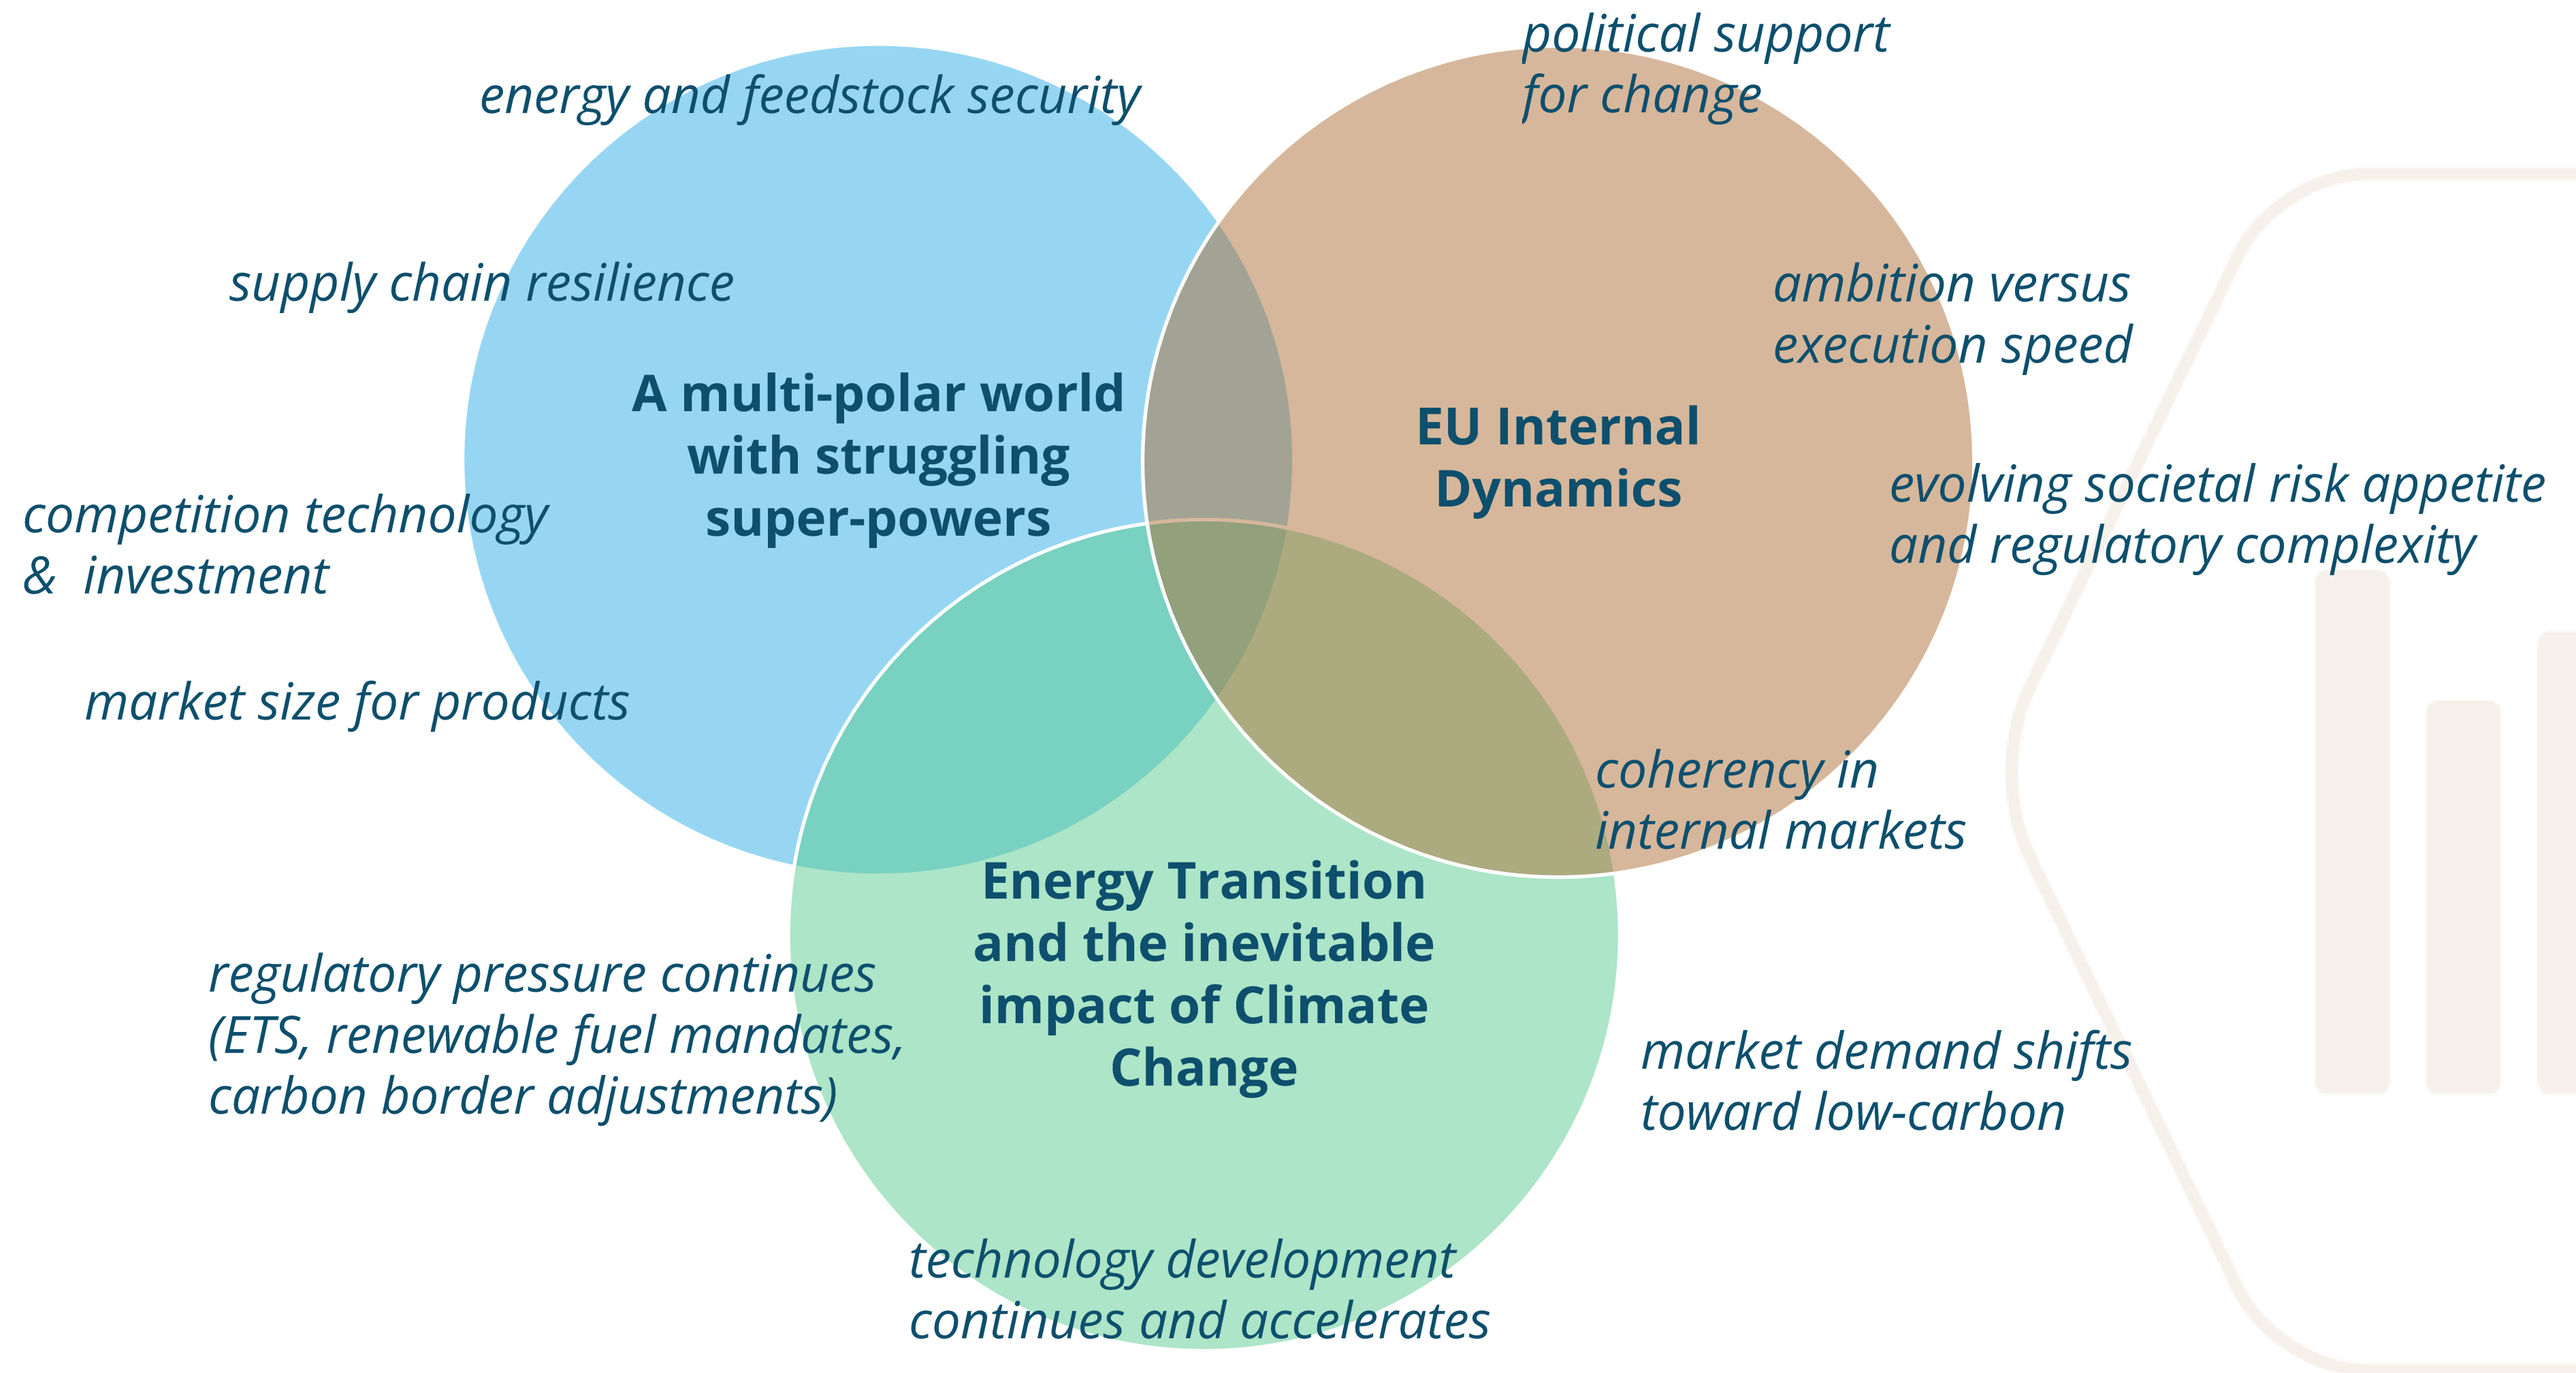 political support
for change
energy and feedstock security
supply chain resilience
ambition versus
execution speed
A multi-polar world
with struggling
super-powers
EU Internal
Dynamics
evolving societal risk appetite
and regulatory complexity
competition technology
& investment
market size for products
coherency in
internal markets
Energy Transition
and the inevitable
impact of Climate
Change
regulatory pressure continues
(ETS, renewable fuel mandates,
carbon border adjustments)
market demand shifts
toward low-carbon
technology development
continues and accelerates